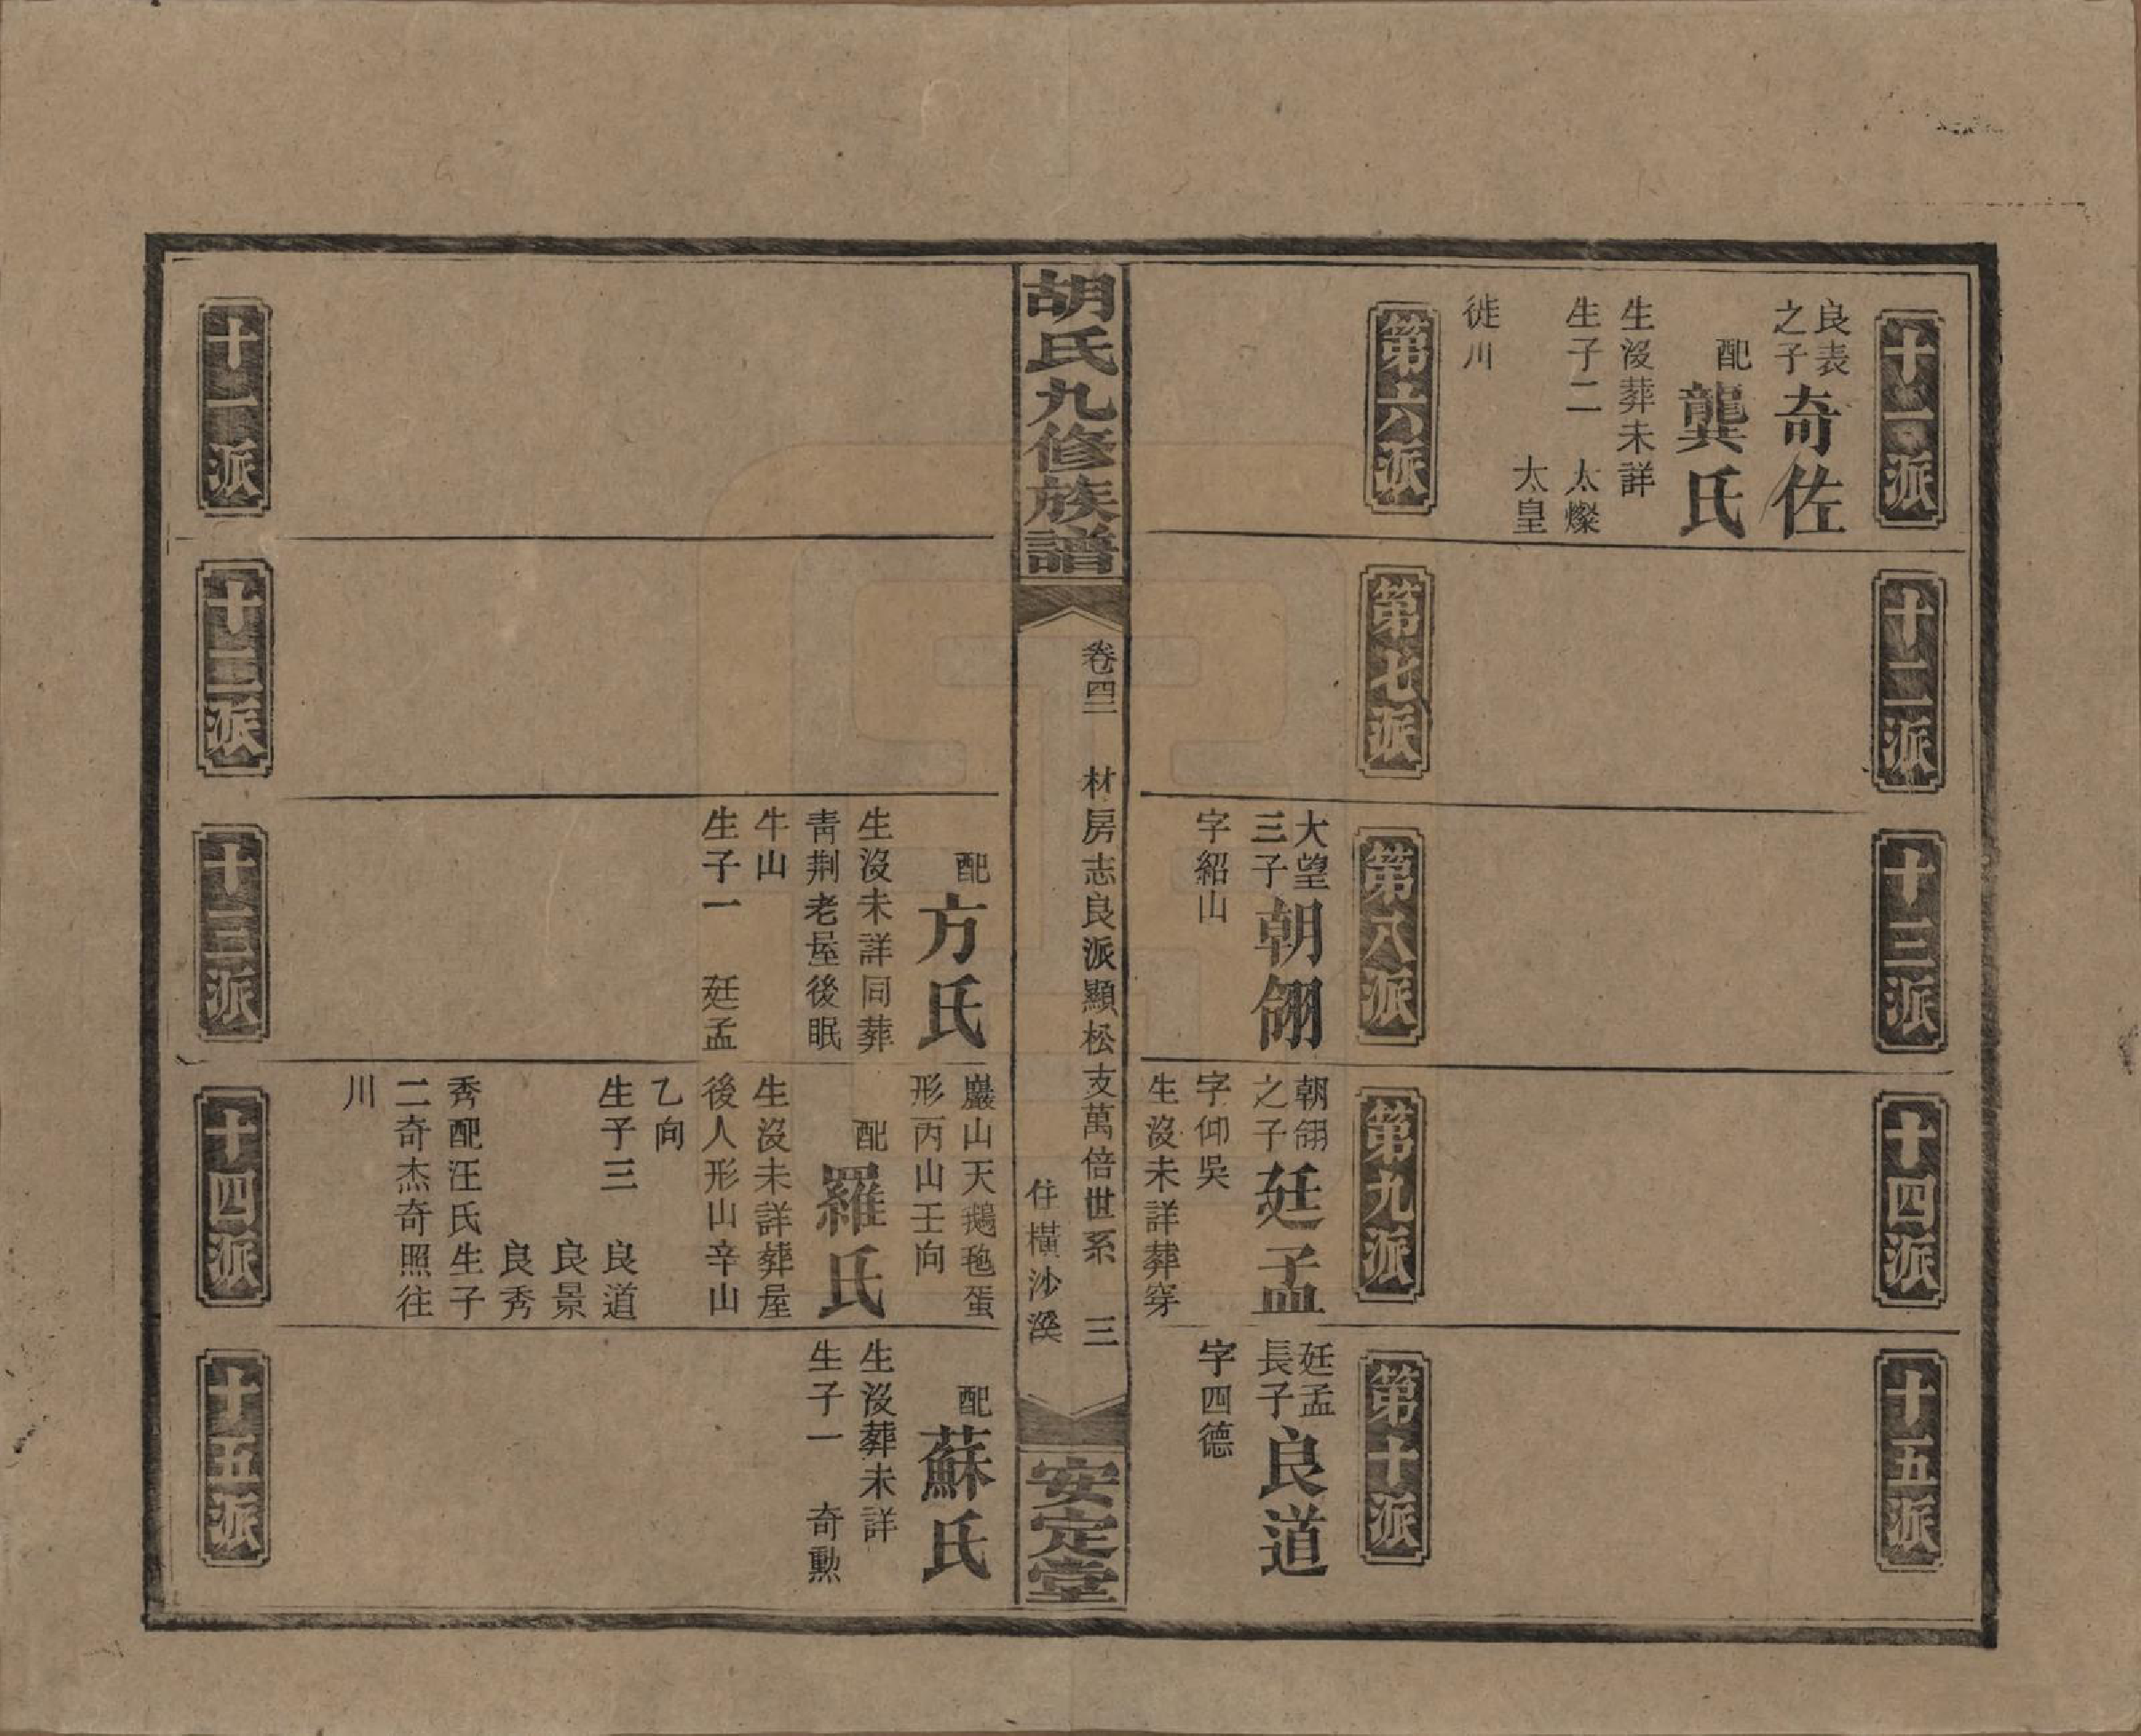 十一派
良表之子
奇佐
配龔氏
生沒葬未詳
生子二 太燦
太皇
徙川
十二派
十三派
十四派
十五派
第六派
第七派
第八派
大望三子
朝翎
字紹山
第九派
朝翎之子
廷孟
字仰吳
生沒未詳葬穿
第十派
廷孟長子
良道
字四德
胡氏九修族譜
卷四二 材房志良派顯松支萬倍世系 三
住橫沙溪
安定堂
配方氏
生沒未詳同葬
靑荆老屋後眠
牛山
生子一 廷孟
巖山天鵝毑蛋
形丙山壬向
配羅氏
生沒未詳葬屋
後人形山辛山
乙向
生子三 良道
良景
良秀
秀配汪氏生子
二奇杰奇照往
川
配蘇氏
生沒葬未詳
生子一 奇勳
十一派
十二派
十三派
十四派
十五派